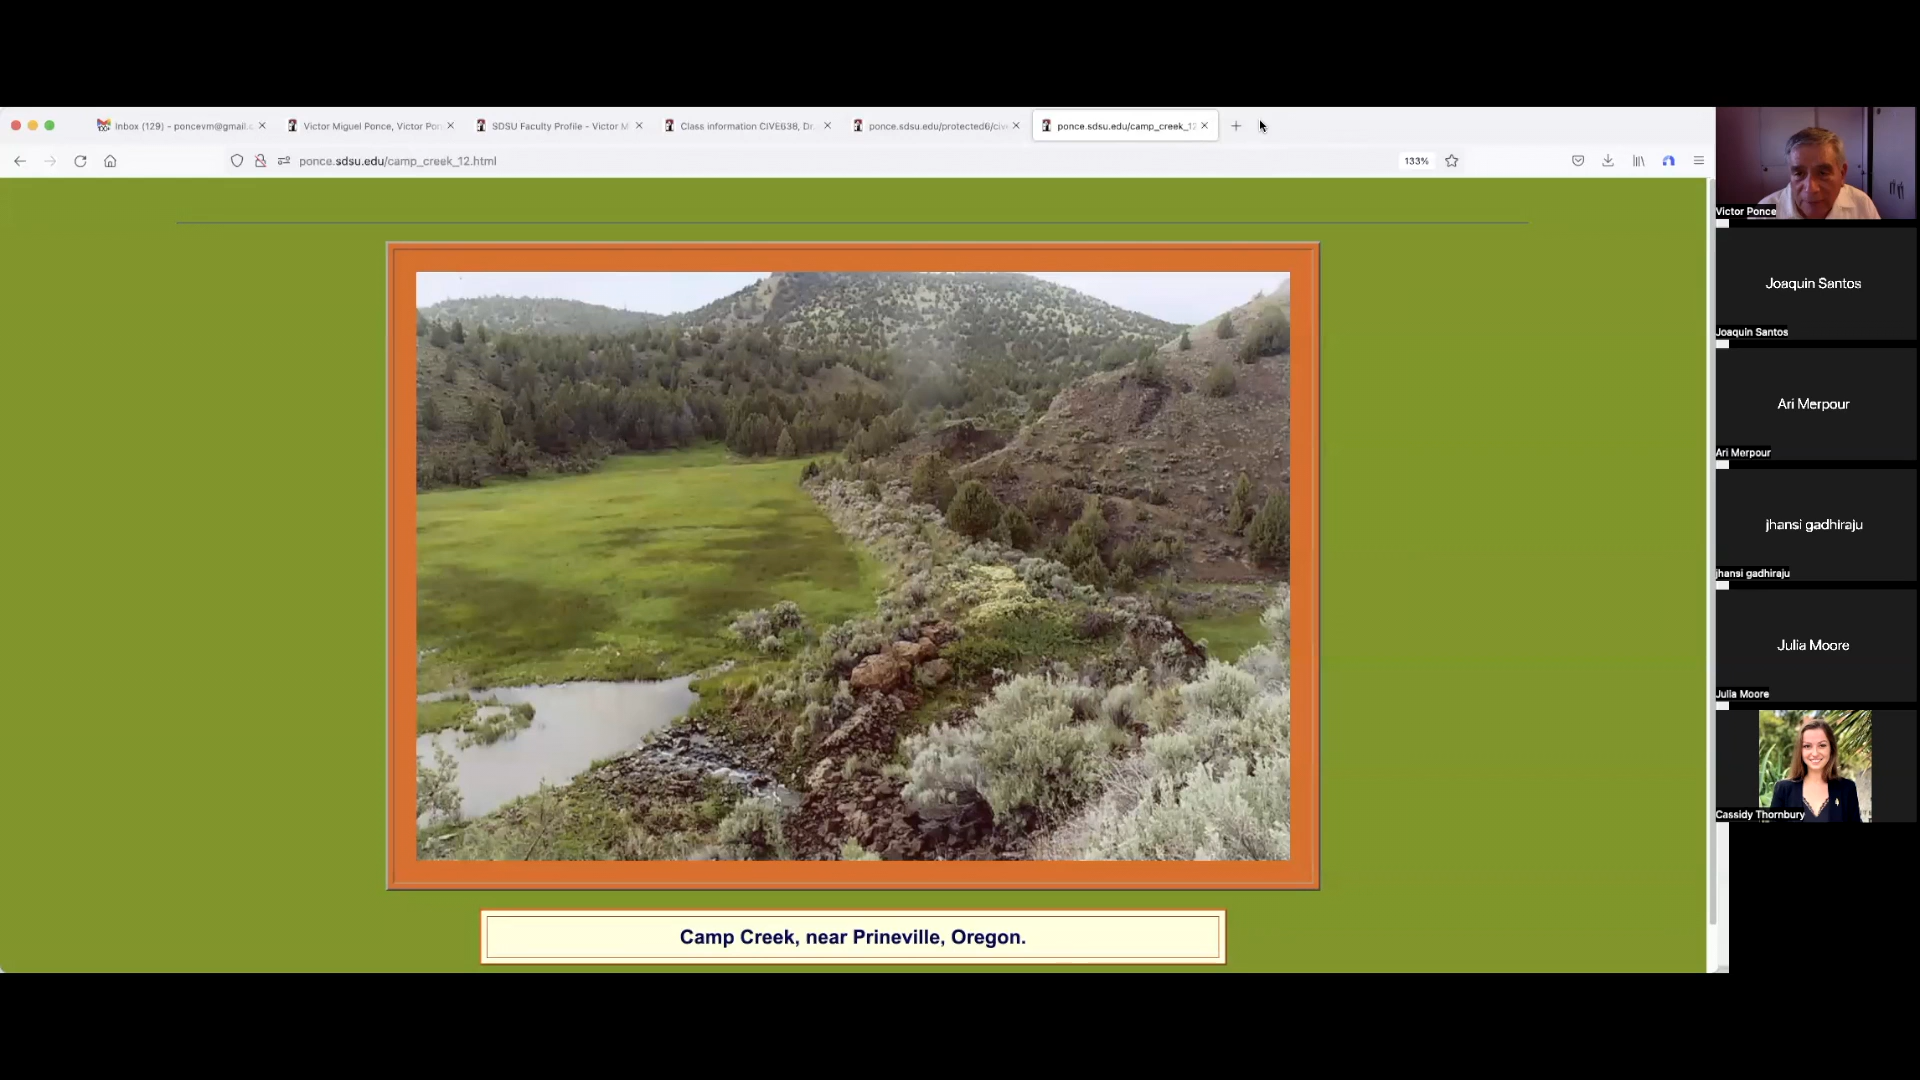 Inbox (129) - poncevm@gmail.c
Victor Miguel Ponce, Victor Pon
SDSU Faculty Profile - Victor M
Class information CIVE638, Dr.
ponce.sdsu.edu/protected6/civ
ponce.sdsu.edu/camp_creek_12
ponce.sdsu.edu/camp_creek_12.html
133%
Camp Creek, near Prineville, Oregon.
Victor Ponce
Joaquin Santos
Joaquin Santos
Ari Merpour
Ari Merpour
jhansi gadhiraju
jhansi gadhiraju
Julia Moore
Julia Moore
Cassidy Thornbury